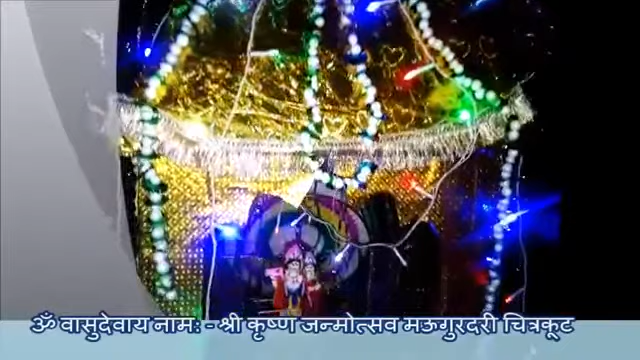 ॐ वासुदेवाय नामः - श्री कृष्ण जन्मोत्सव मऊगुरदरी चित्रकूट